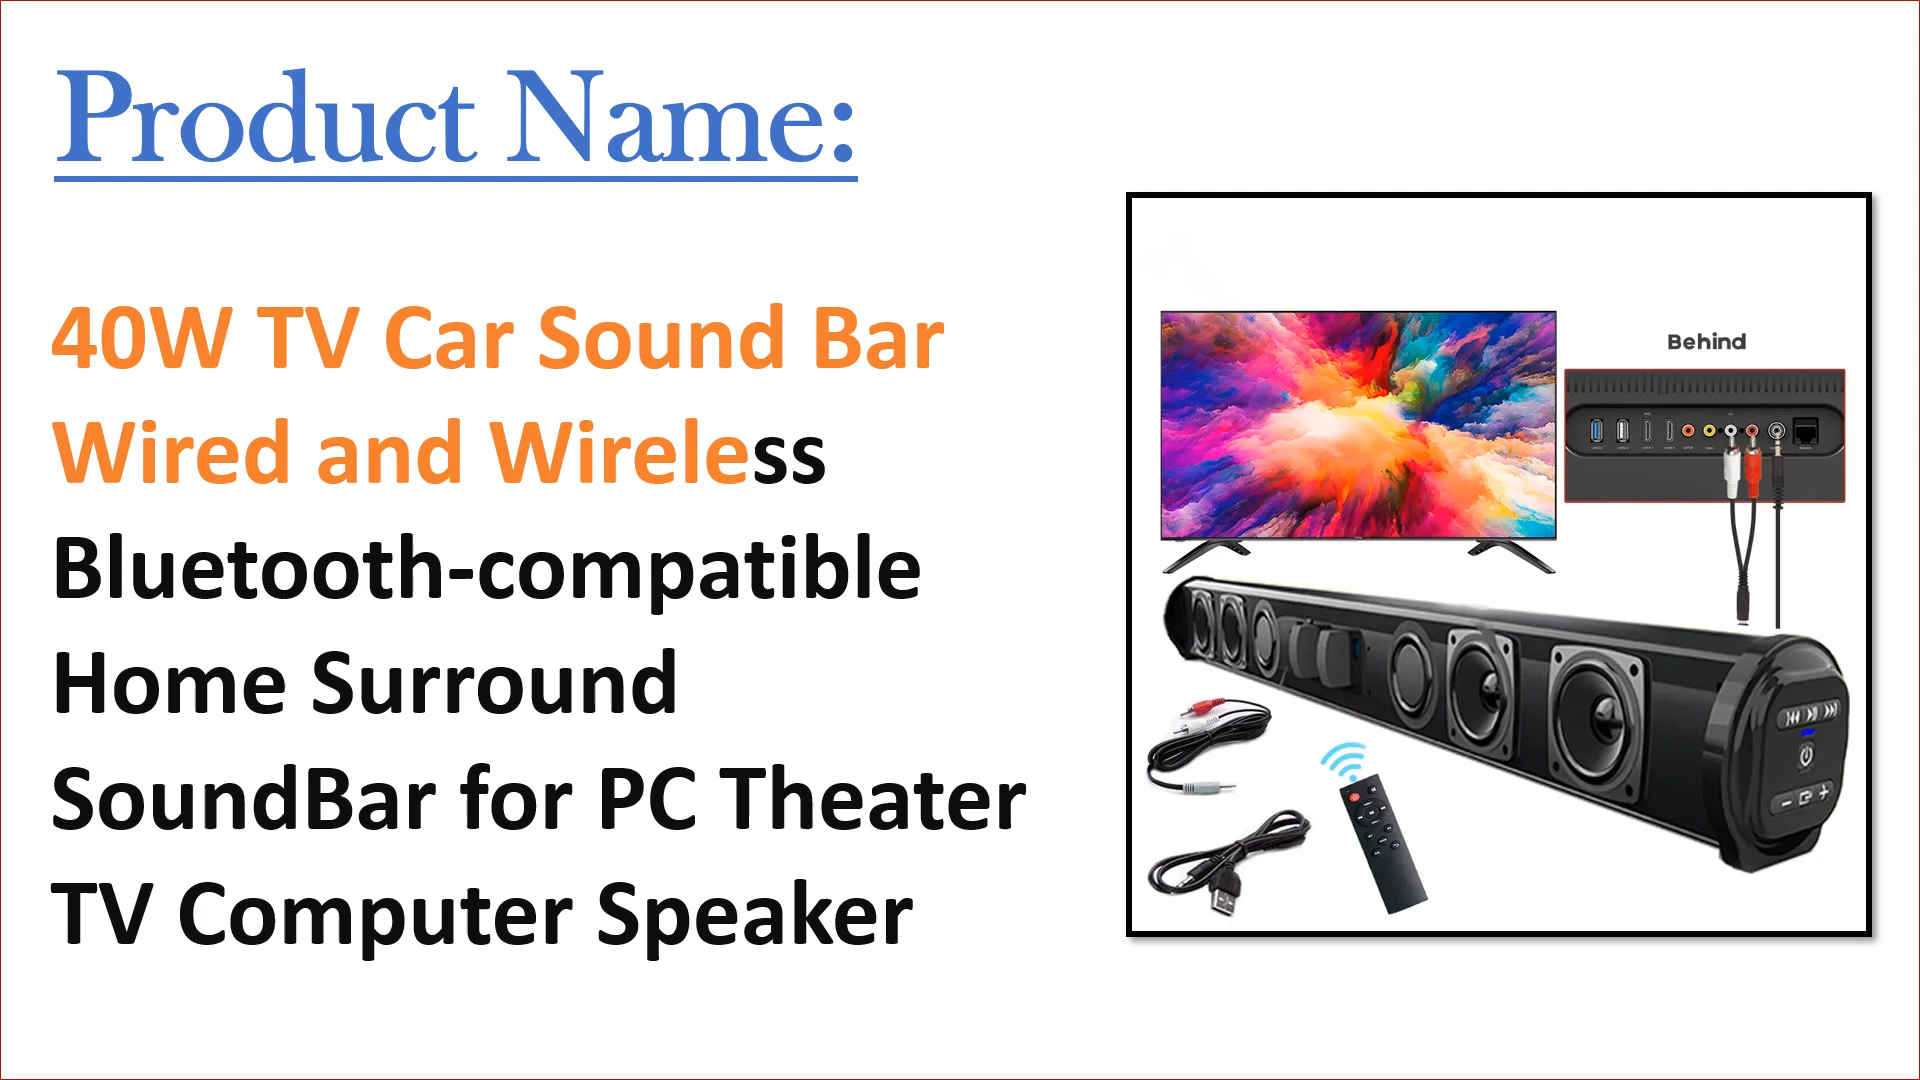 Product Name:
40W TV Car Sound Bar
Wired and Wireless
Bluetooth-compatible
Home Surround
SoundBar for PC Theater
TV Computer Speaker
Behind